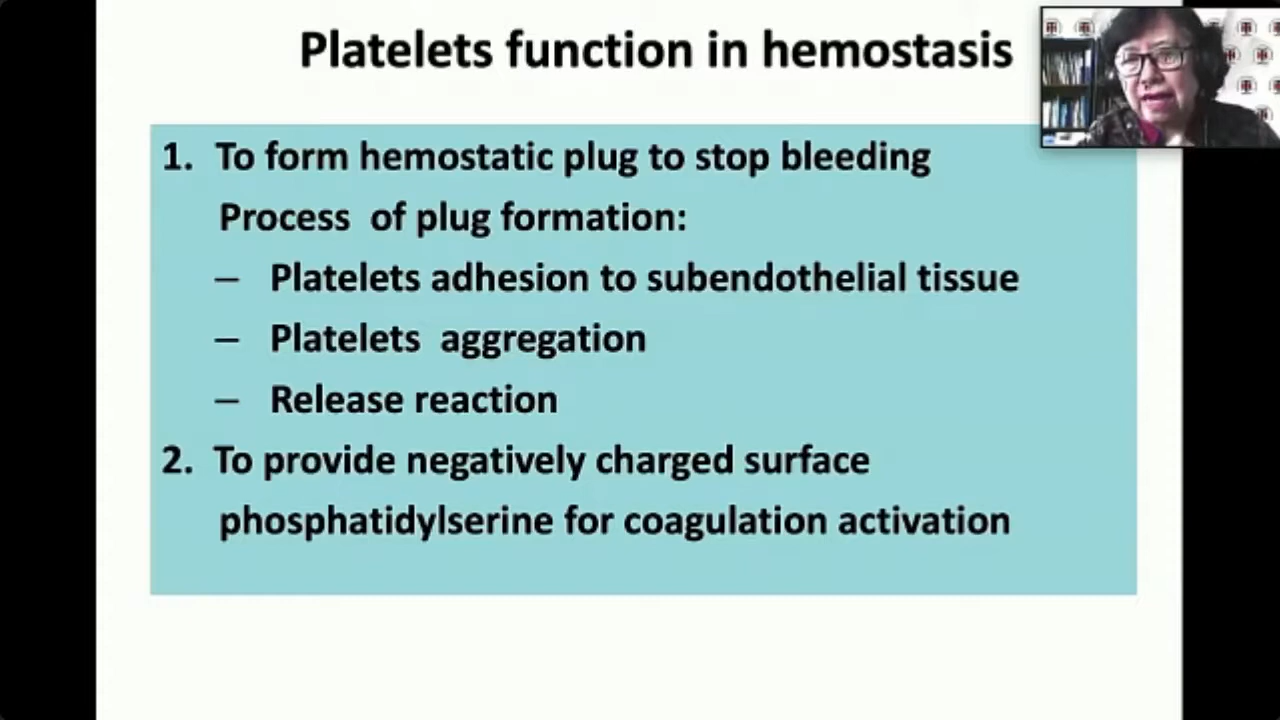 Platelets function in hemostasis
1. To form hemostatic plug to stop bleeding
Process of plug formation:
– Platelets adhesion to subendothelial tissue
– Platelets aggregation
– Release reaction
2. To provide negatively charged surface
phosphatidylserine for coagulation activation